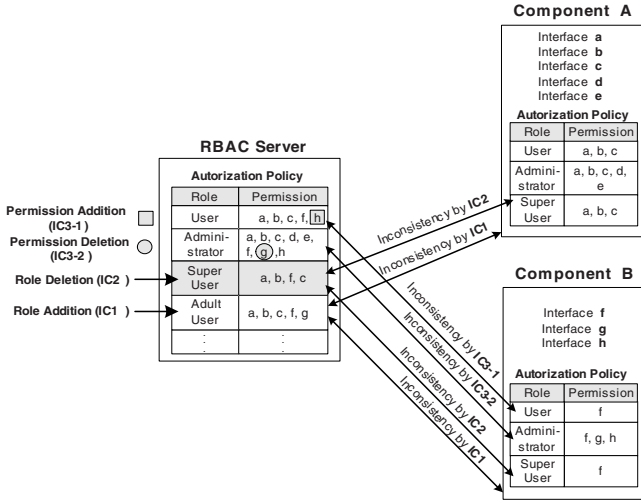 Component A
Interface a
Interface b
Interface c
Interface d
Interface e
Autorization Policy
Role Permission
User a, b, c
Admini-strator a, b, c, d, e
Super User a, b, c
RBAC Server
Autorization Policy
Role Permission
User a, b, c, f, h
Admini-strator a, b, c, d, e, f, g ,h
Super User a, b, f, c
Adult User a, b, c, f, g
: :
Permission Addition (IC3-1)
Permission Deletion (IC3-2 )
Role Deletion (IC2 )
Role Addition (IC1 )
Inconsistency by IC2
Inconsistency by IC1
Inconsistency by IC3-1
Inconsistency by IC3-2
Inconsistency by IC2
Inconsistency by IC1
Component B
Interface f
Interface g
Interface h
Autorization Policy
Role Permission
User f
Admini-strator f, g, h
Super User f